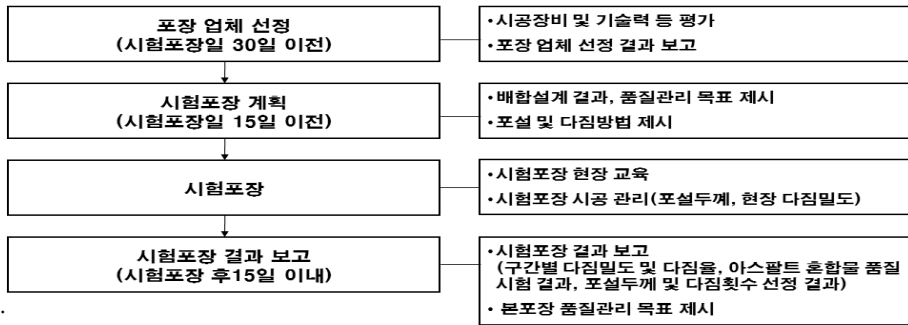 포장 업체 선정
(시험포장일 30일 이전)
•시공장비 및 기술력 등 평가
•포장 업체 선정 결과 보고
시험포장 계획
(시험포장일 15일 이전)
•배합설계 결과, 품질관리 목표 제시
•포설 및 다짐방법 제시
시험포장
•시험포장 현장 교육
•시험포장 시공 관리(포설두께, 현장 다짐밀도)
시험포장 결과 보고
(시험포장 후15일 이내)
•시험포장 결과 보고
(구간별 다짐밀도 및 다짐율, 아스팔트 혼합물 품질
시험 결과, 포설두께 및 다짐횟수 선정 결과)
• 본포장 품질관리 목표 제시
.